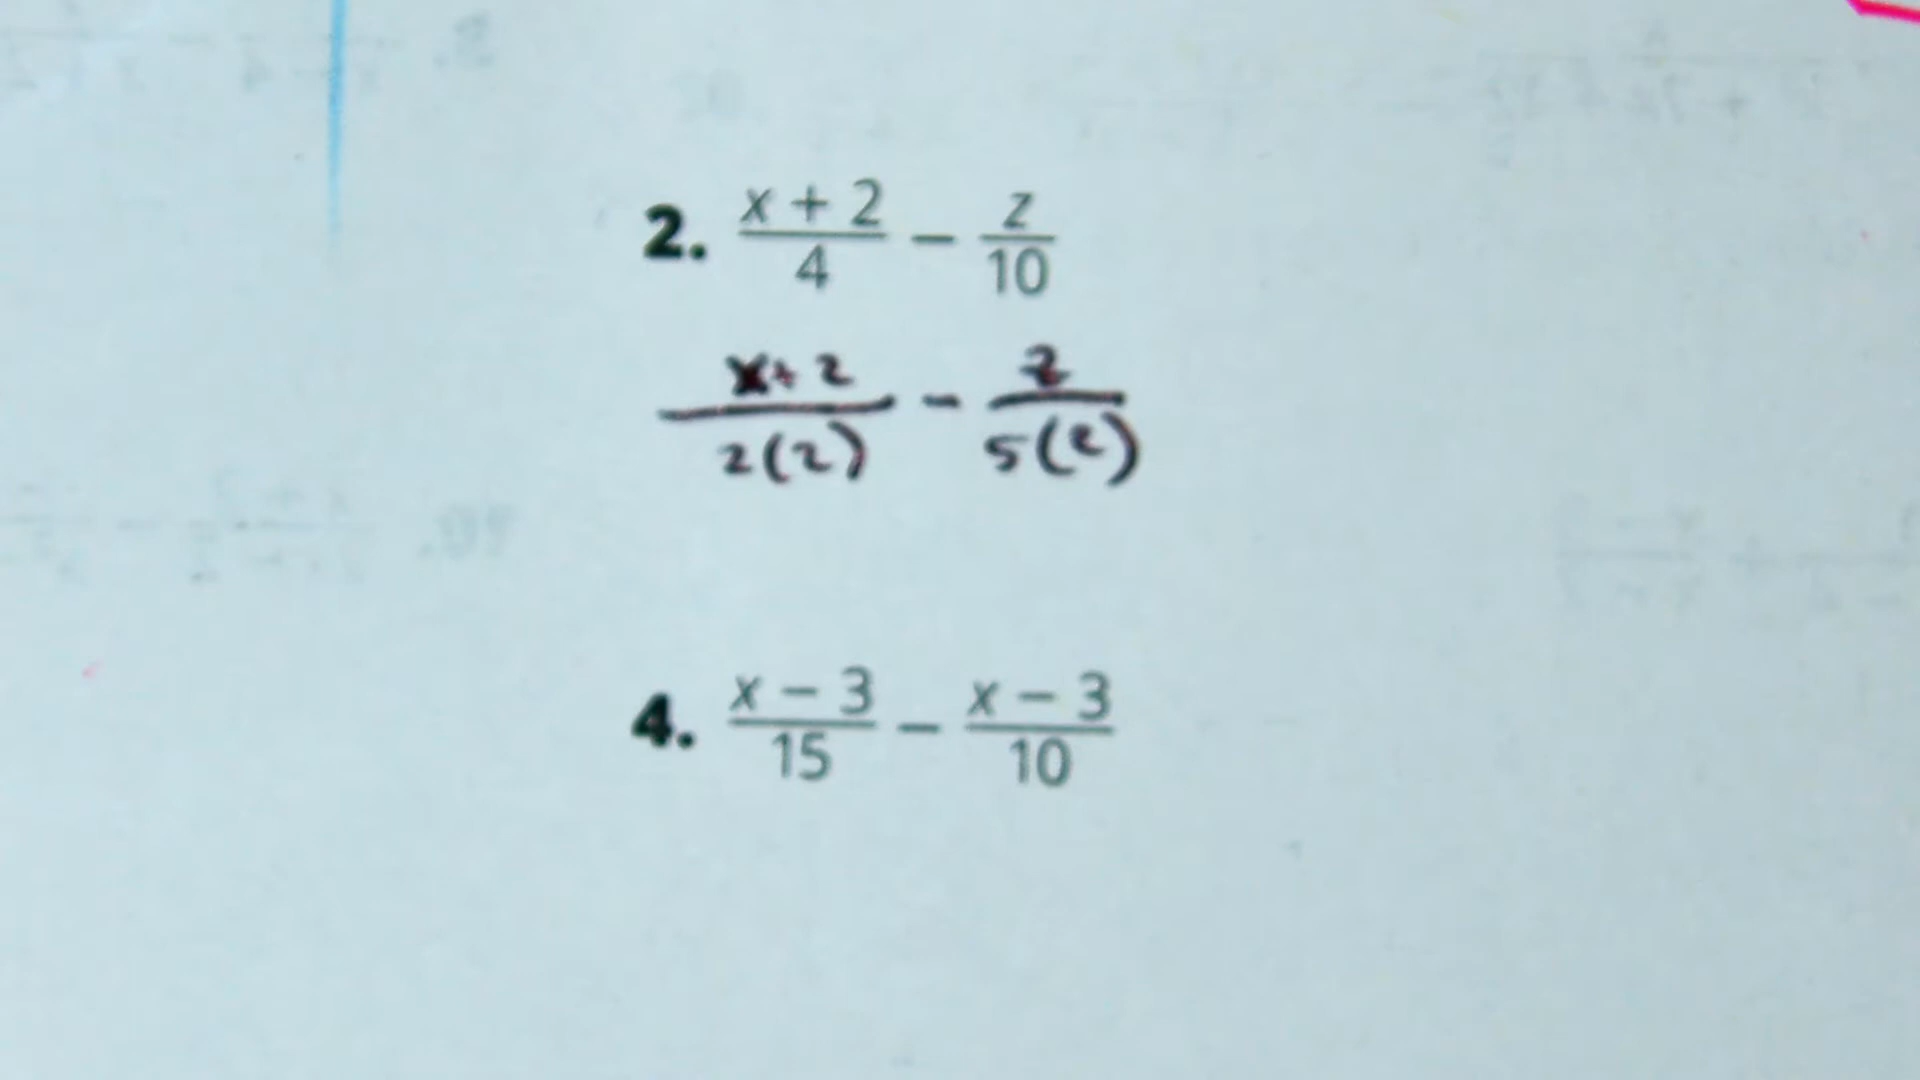 2. (x + 2)/4 − z/10
(x + 2)/(2(2)) − z/(5(2))
4. (x − 3)/15 − (x − 3)/10